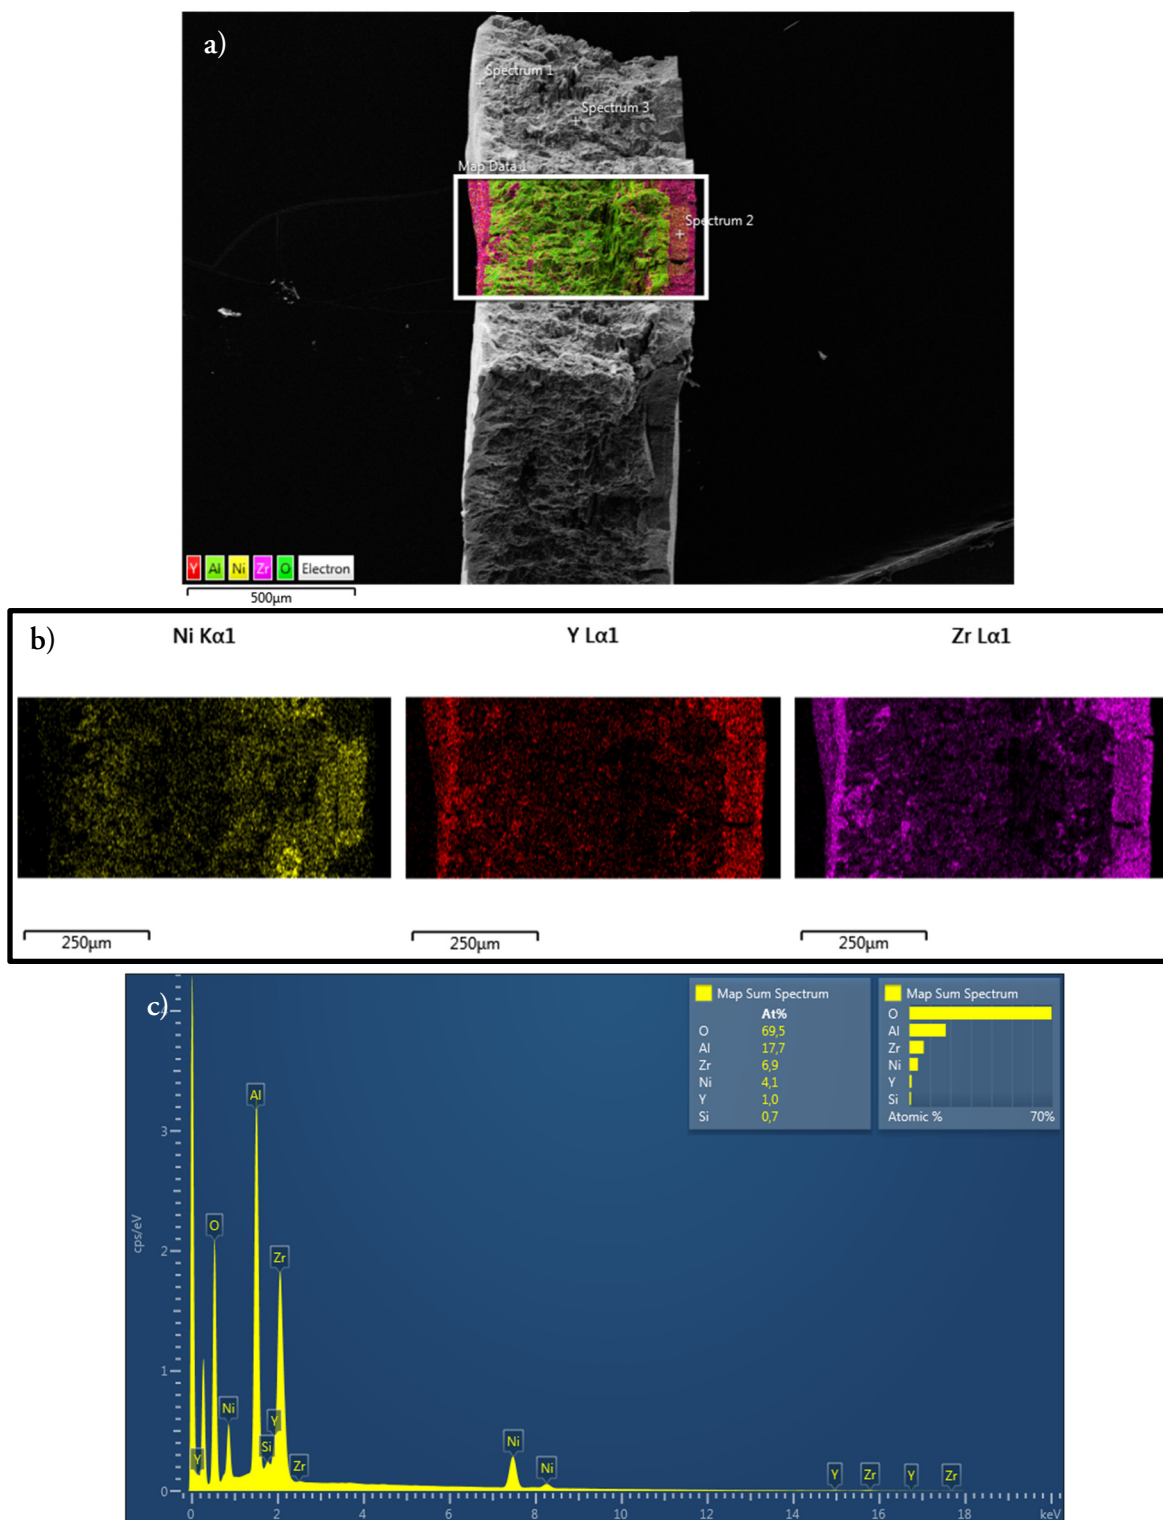 a)
Spectrum 1
Spectrum 3
Map Data 1
Spectrum 2
Y Al Ni Zr O Electron
500µm
b)
Ni Kα1
Y Lα1
Zr Lα1
250µm
250µm
250µm
c)
Map Sum Spectrum
At%
O 69,5
Al 17,7
Zr 6,9
Ni 4,1
Y 1,0
Si 0,7
Map Sum Spectrum
O
Al
Zr
Ni
Y
Si
Atomic % 70%
4
3
2
1
0
cps/eV
Al
O
Zr
Ni
Y
Si
Y
Zr
Ni
Ni
Y
Zr
Y
Zr
2 4 6 8 10 12 14 16 18 keV